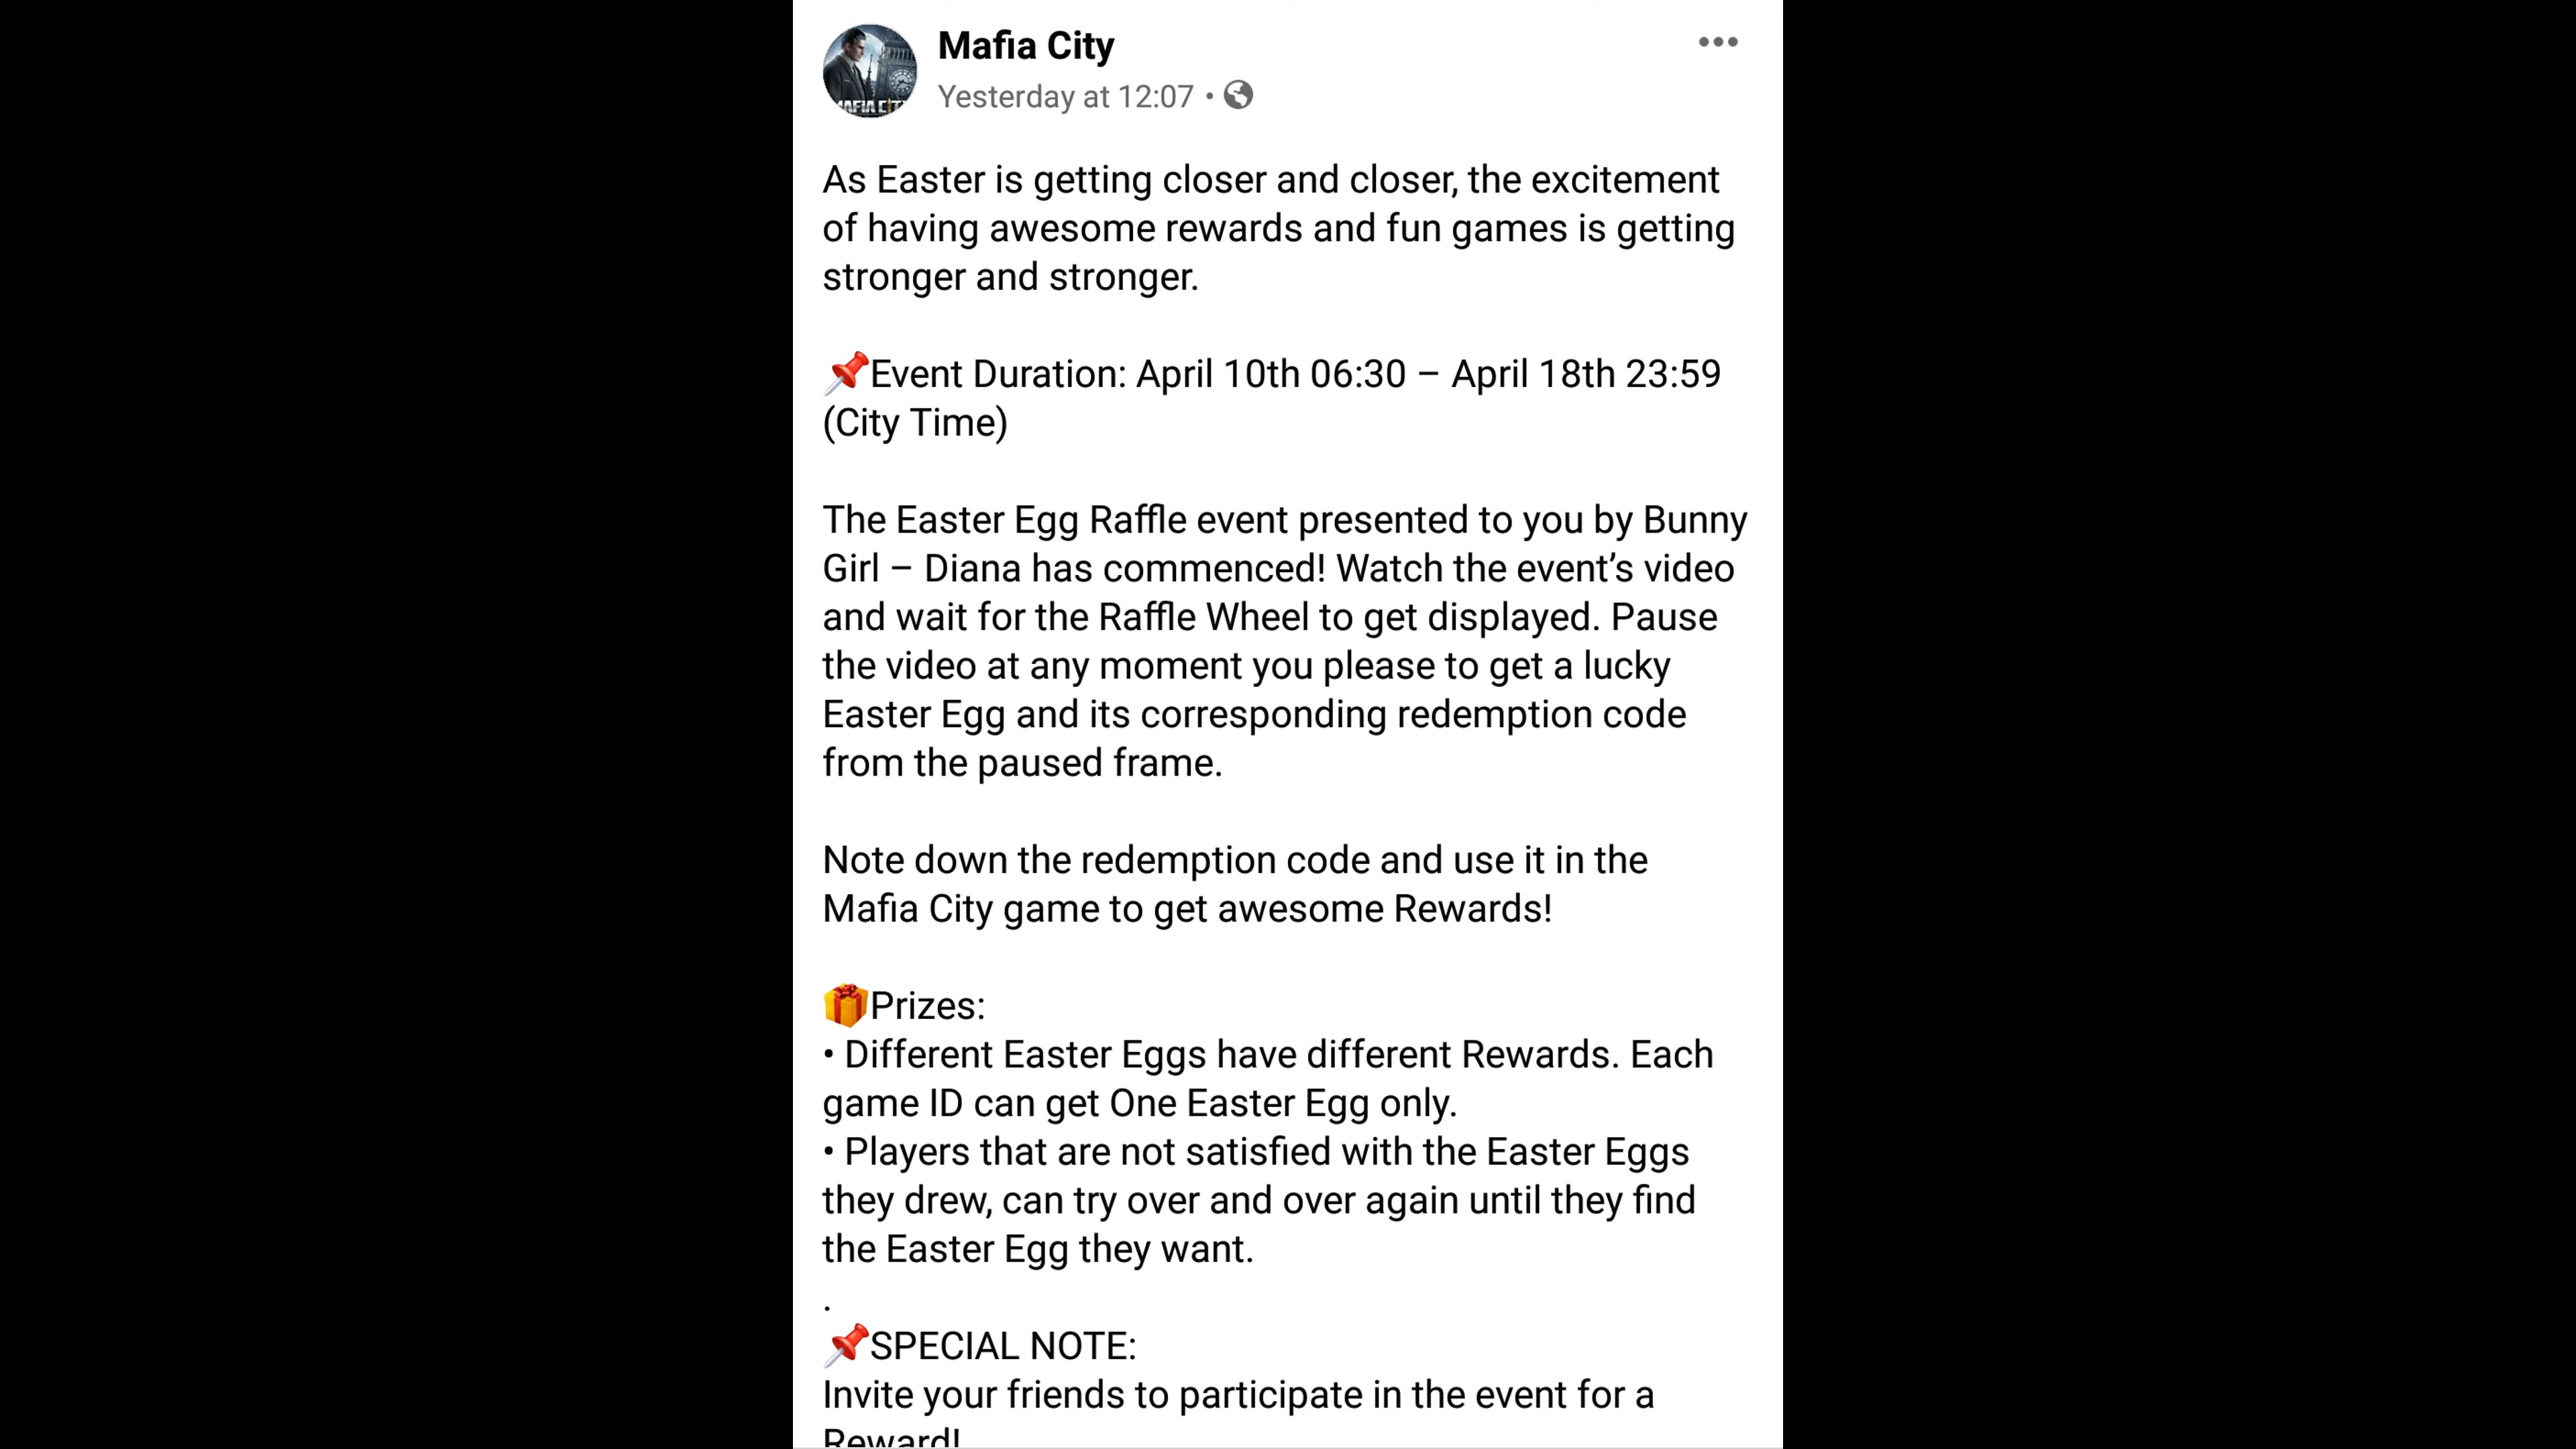 Mafia City
Yesterday at 12:07 •
As Easter is getting closer and closer, the excitement
of having awesome rewards and fun games is getting
stronger and stronger.
📌Event Duration: April 10th 06:30 – April 18th 23:59
(City Time)
The Easter Egg Raffle event presented to you by Bunny
Girl – Diana has commenced! Watch the event’s video
and wait for the Raffle Wheel to get displayed. Pause
the video at any moment you please to get a lucky
Easter Egg and its corresponding redemption code
from the paused frame.
Note down the redemption code and use it in the
Mafia City game to get awesome Rewards!
🎁Prizes:
• Different Easter Eggs have different Rewards. Each
game ID can get One Easter Egg only.
• Players that are not satisfied with the Easter Eggs
they drew, can try over and over again until they find
the Easter Egg they want.
.
📌SPECIAL NOTE:
Invite your friends to participate in the event for a
Reward!